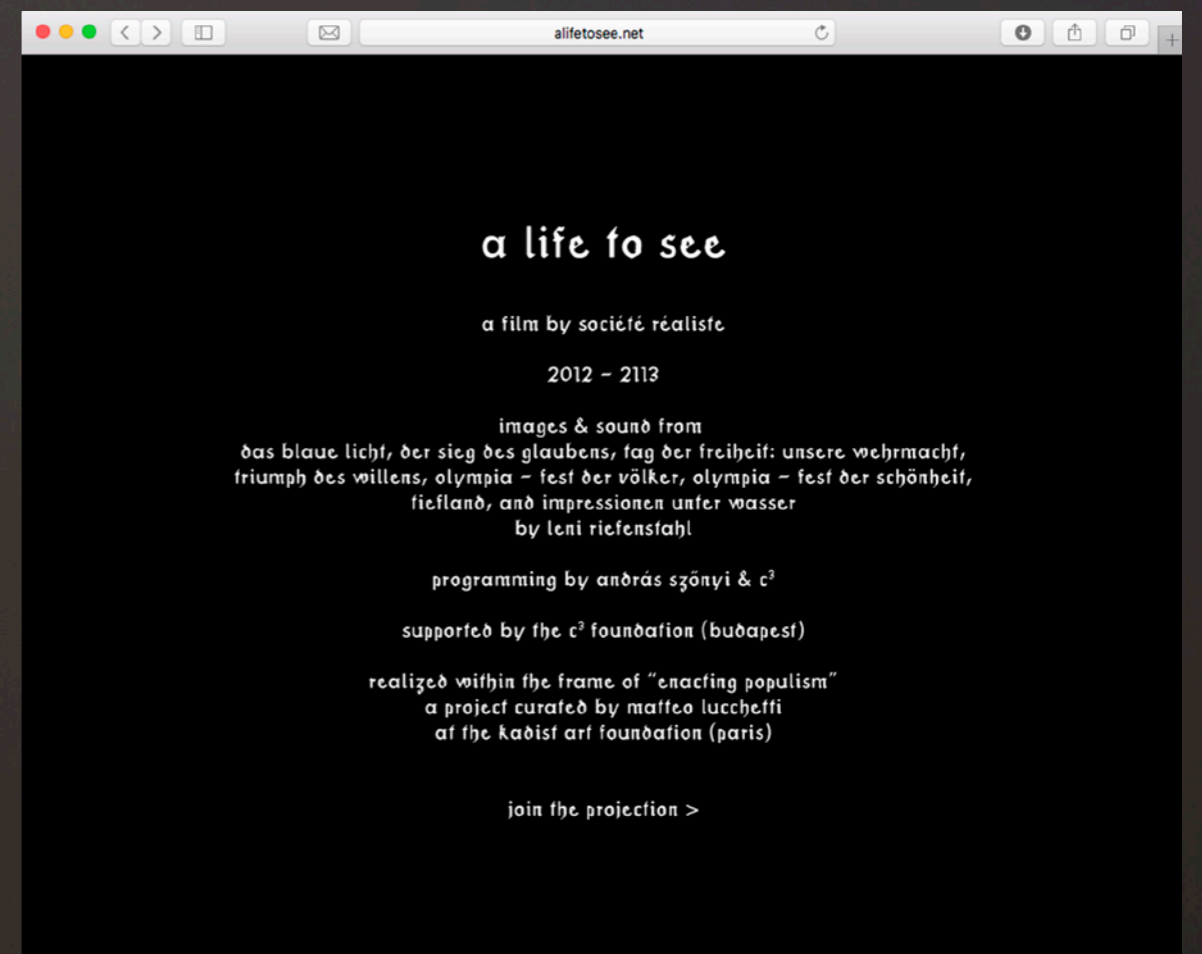 alifetosee.net
a life to see
a film by société réaliste
2012 – 2113
images & sound from
das blaue licht, der sieg des glaubens, tag der freiheit: unsere wehrmacht,
triumph des willens, olympia – fest der völker, olympia – fest der schönheit,
tiefland, and impressionen unter wasser
by leni riefenstahl
programming by andrás szőnyi & c³
supported by the c³ foundation (budapest)
realized within the frame of “enacting populism”
a project curated by matteo lucchetti
at the kadist art foundation (paris)
join the projection >